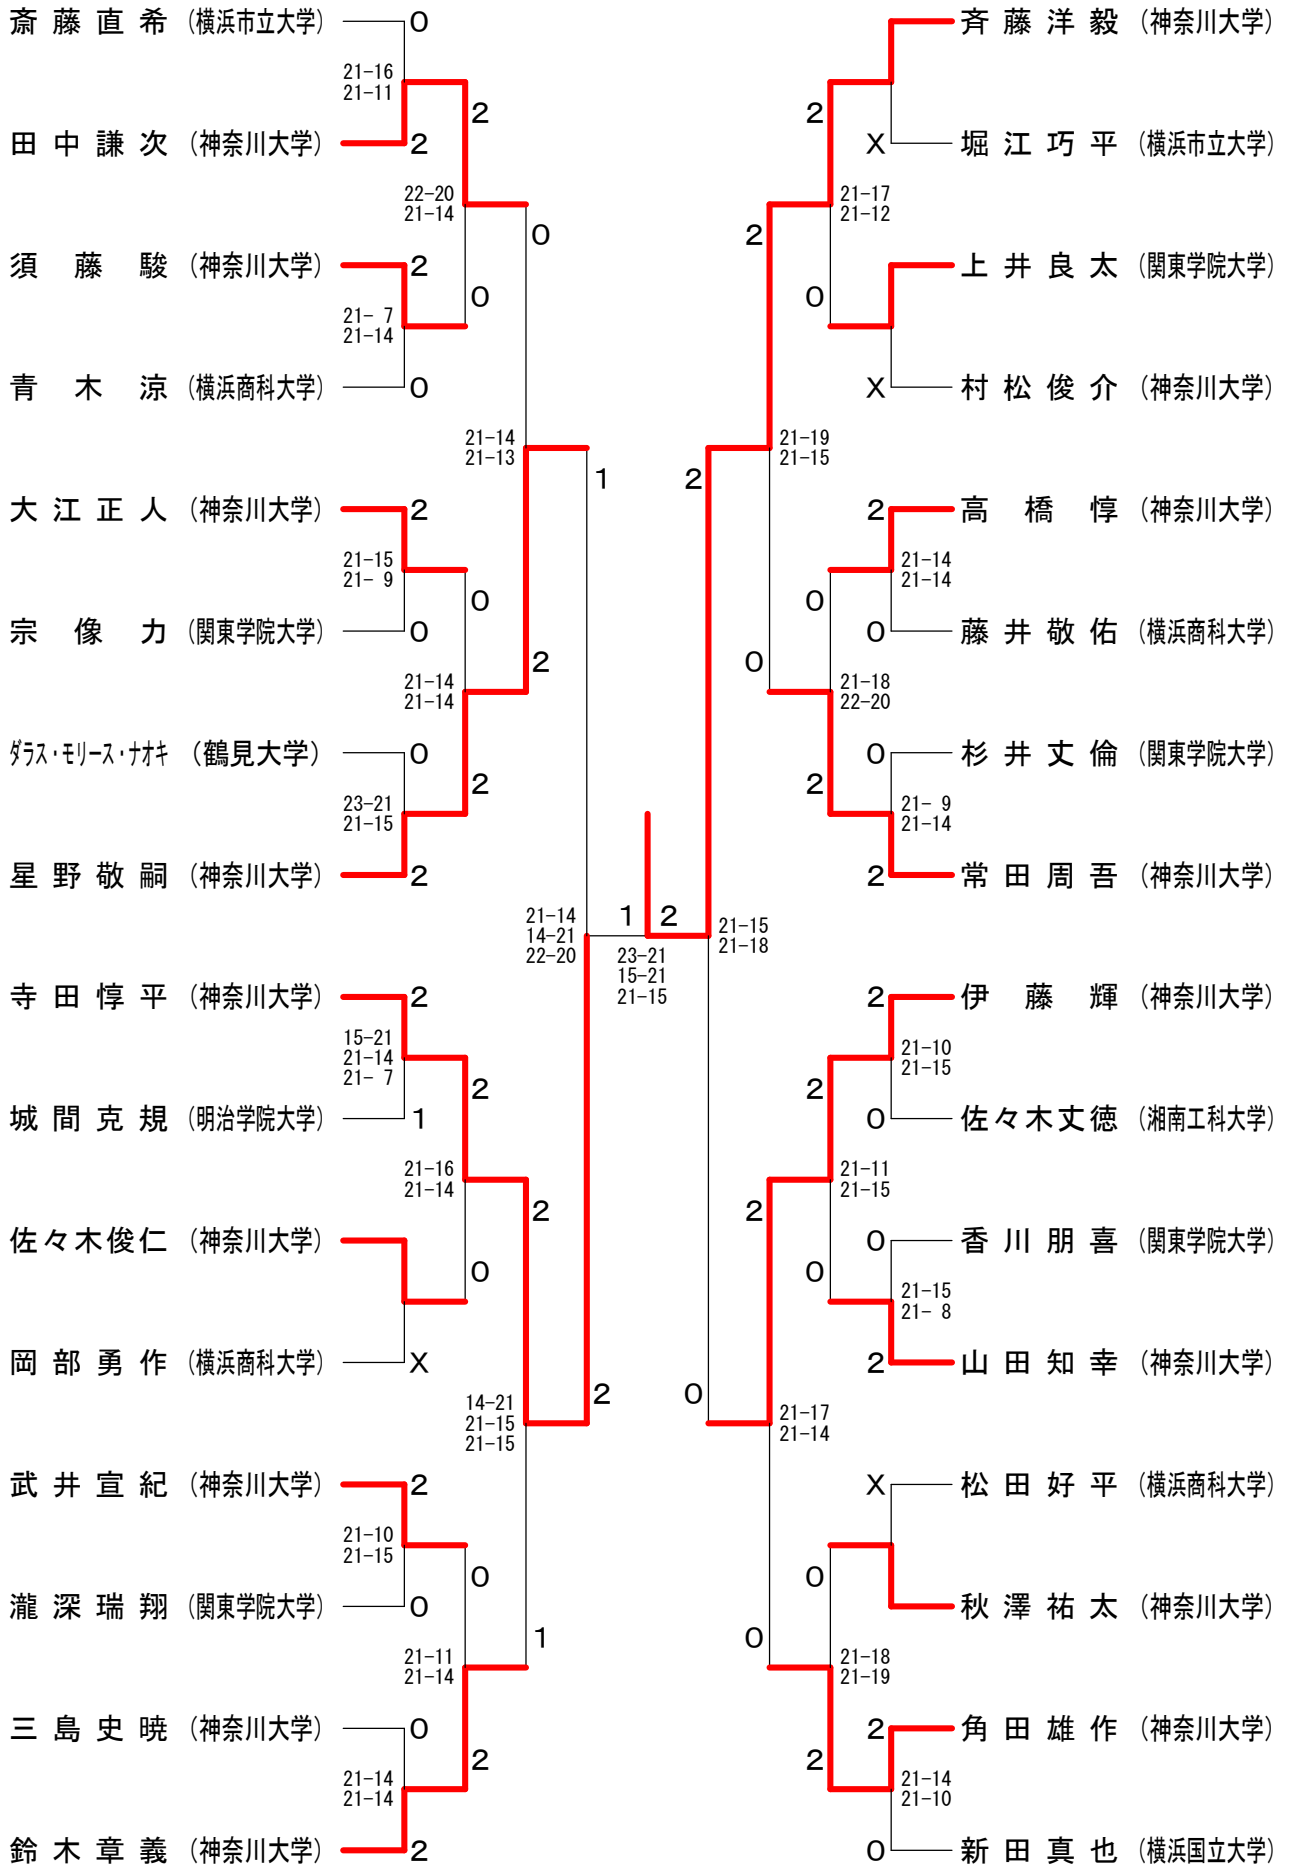 斎藤直希 (横浜市立大学) 0
21-16
21-11
2
田中謙次 (神奈川大学) 2
22-20
21-14
0
須藤駿 (神奈川大学) 2
0
21- 7
21-14
青木涼 (横浜商科大学) 0
21-14
21-13
1
大江正人 (神奈川大学) 2
21-15
21- 9
0
宗像力 (関東学院大学) 0
2
21-14
21-14
ダラス・モリース・ナオキ (鶴見大学) 0
2
23-21
21-15
星野敬嗣 (神奈川大学) 2
21-14
14-21
22-20
寺田惇平 (神奈川大学) 2
15-21
21-14
21- 7
2
城間克規 (明治学院大学) 1
21-16
21-14
2
佐々木俊仁 (神奈川大学)
0
岡部勇作 (横浜商科大学) X
2
14-21
21-15
21-15
武井宣紀 (神奈川大学) 2
21-10
21-15
0
瀧深瑞翔 (関東学院大学) 0
1
21-11
21-14
三島史暁 (神奈川大学) 0
2
21-14
21-14
鈴木章義 (神奈川大学) 2
1 2
23-21
15-21
21-15
斉藤洋毅 (神奈川大学)
2
X 堀江巧平 (横浜市立大学)
21-17
21-12
2
上井良太 (関東学院大学)
0
X 村松俊介 (神奈川大学)
21-19
21-15
2
2 高橋惇 (神奈川大学)
21-14
21-14
0
0 藤井敬佑 (横浜商科大学)
0
21-18
22-20
0 杉井丈倫 (関東学院大学)
2
21- 9
21-14
2 常田周吾 (神奈川大学)
21-15
21-18
2 伊藤輝 (神奈川大学)
21-10
21-15
2
0 佐々木丈徳 (湘南工科大学)
21-11
21-15
2
0 香川朋喜 (関東学院大学)
0
21-15
21- 8
2 山田知幸 (神奈川大学)
0
21-17
21-14
X 松田好平 (横浜商科大学)
0
秋澤祐太 (神奈川大学)
0
21-18
21-19
2 角田雄作 (神奈川大学)
2
21-14
21-10
0 新田真也 (横浜国立大学)